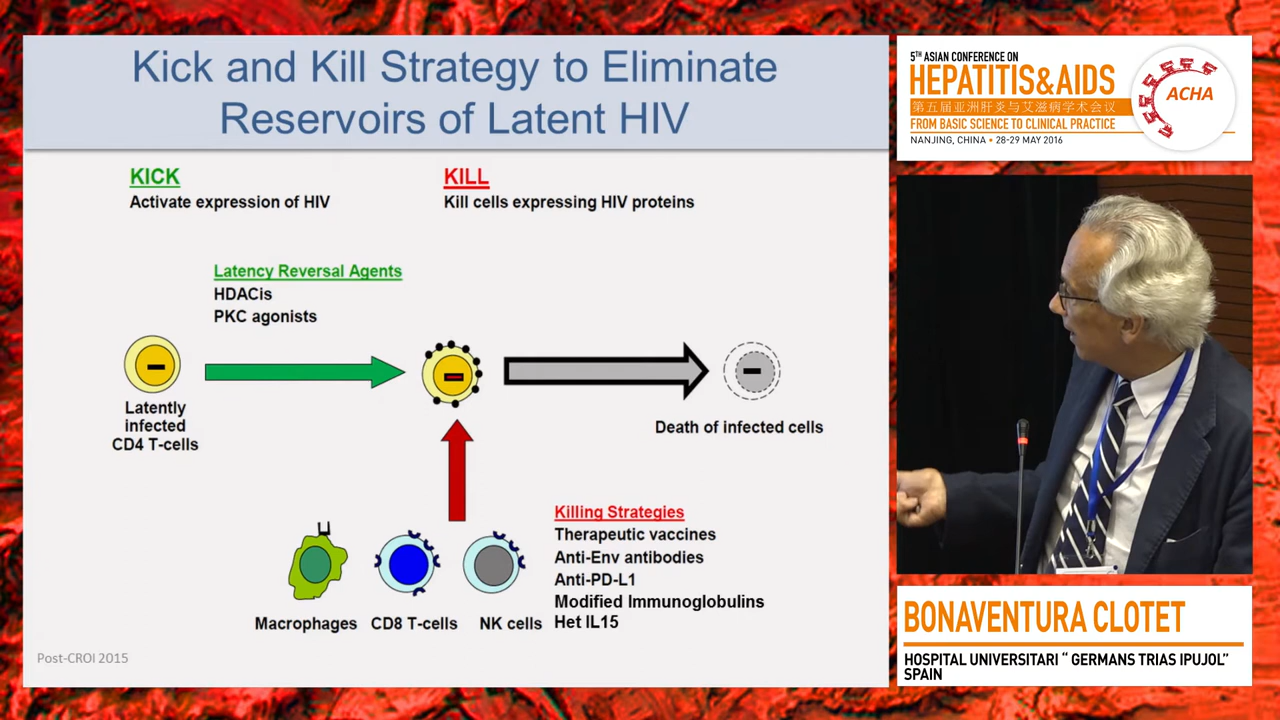 Kick and Kill Strategy to Eliminate
Reservoirs of Latent HIV
KICK
Activate expression of HIV
KILL
Kill cells expressing HIV proteins
Latency Reversal Agents
HDACis
PKC agonists
Latently
infected
CD4 T-cells
Death of infected cells
Killing Strategies
Therapeutic vaccines
Anti-Env antibodies
Anti-PD-L1
Modified Immunoglobulins
Het IL15
Macrophages
CD8 T-cells
NK cells
Post-CROI 2015
5TH ASIAN CONFERENCE ON
HEPATITIS&AIDS
第五届亚洲肝炎与艾滋病学术会议
FROM BASIC SCIENCE TO CLINICAL PRACTICE
NANJING, CHINA • 28-29 MAY 2016
ACHA
BONAVENTURA CLOTET
HOSPITAL UNIVERSITARI “ GERMANS TRIAS IPUJOL”
SPAIN